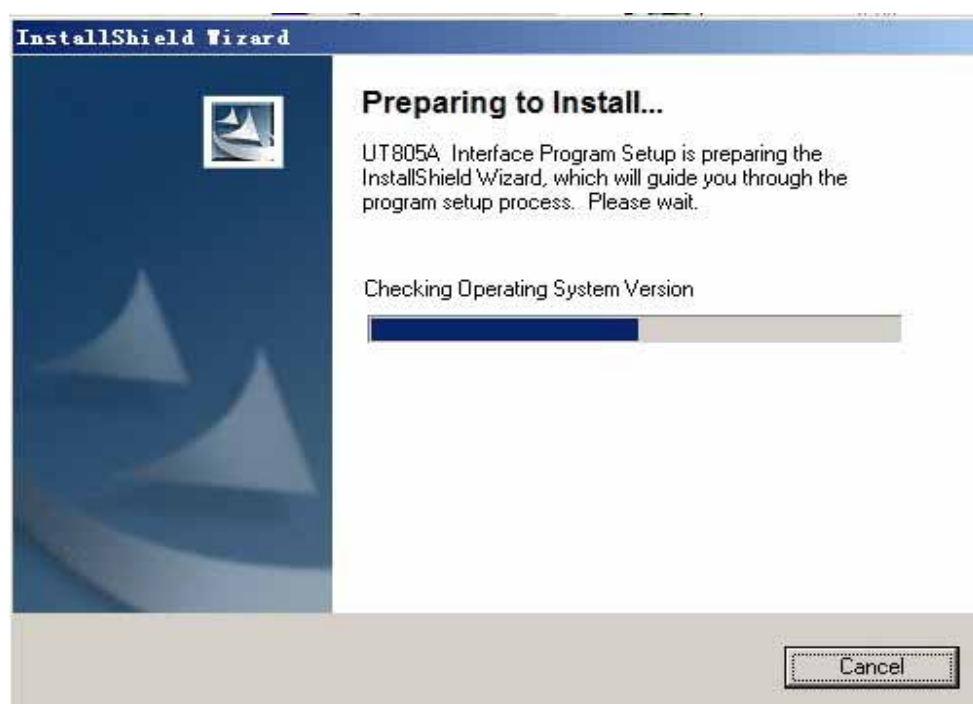 InstallShield Wizard
Preparing to Install...
UT805A Interface Program Setup is preparing the
InstallShield Wizard, which will guide you through the
program setup process. Please wait.
Checking Operating System Version
Cancel